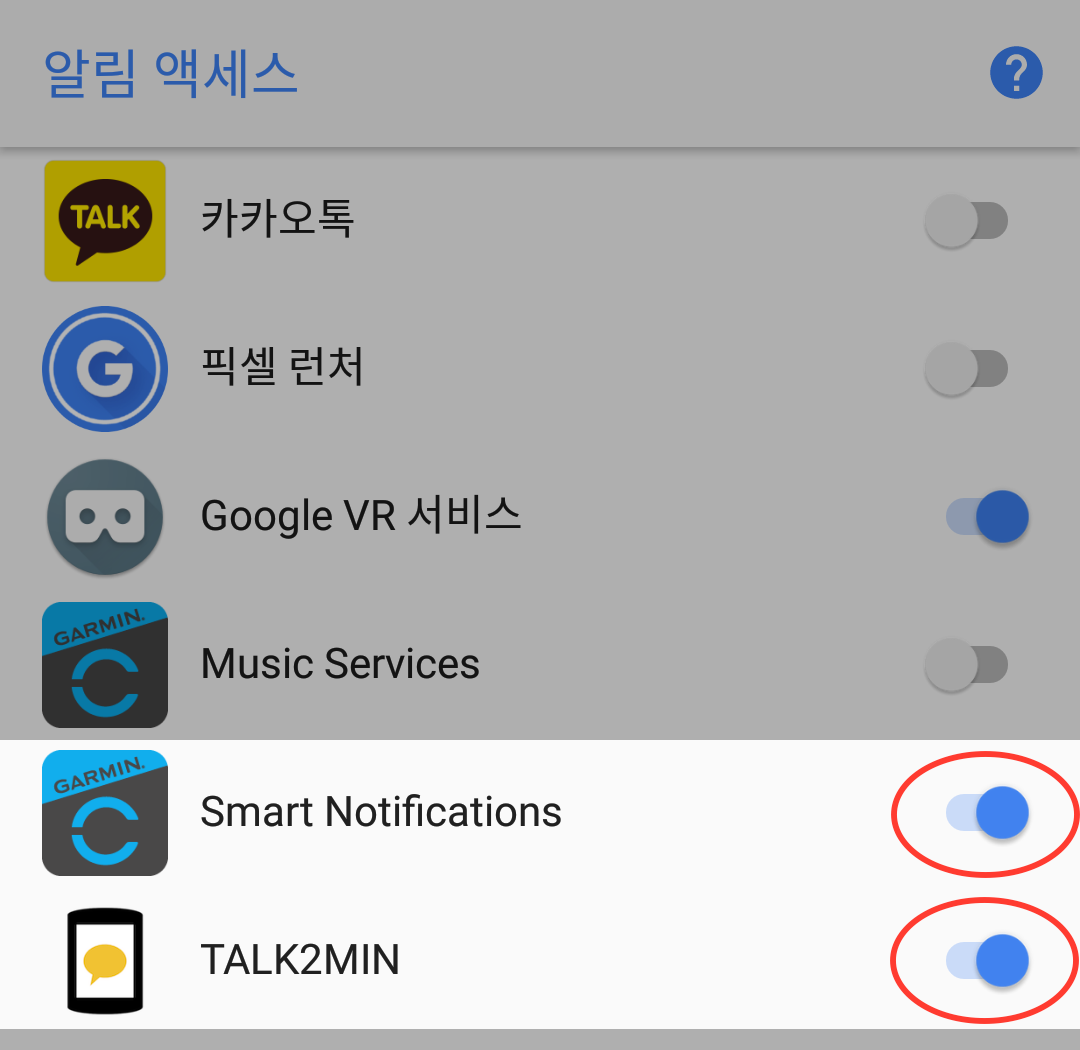 알림 액세스
?
TALK
카카오톡
G
픽셀 런처
Google VR 서비스
GARMIN.
Music Services
GARMIN.
Smart Notifications
TALK2MIN